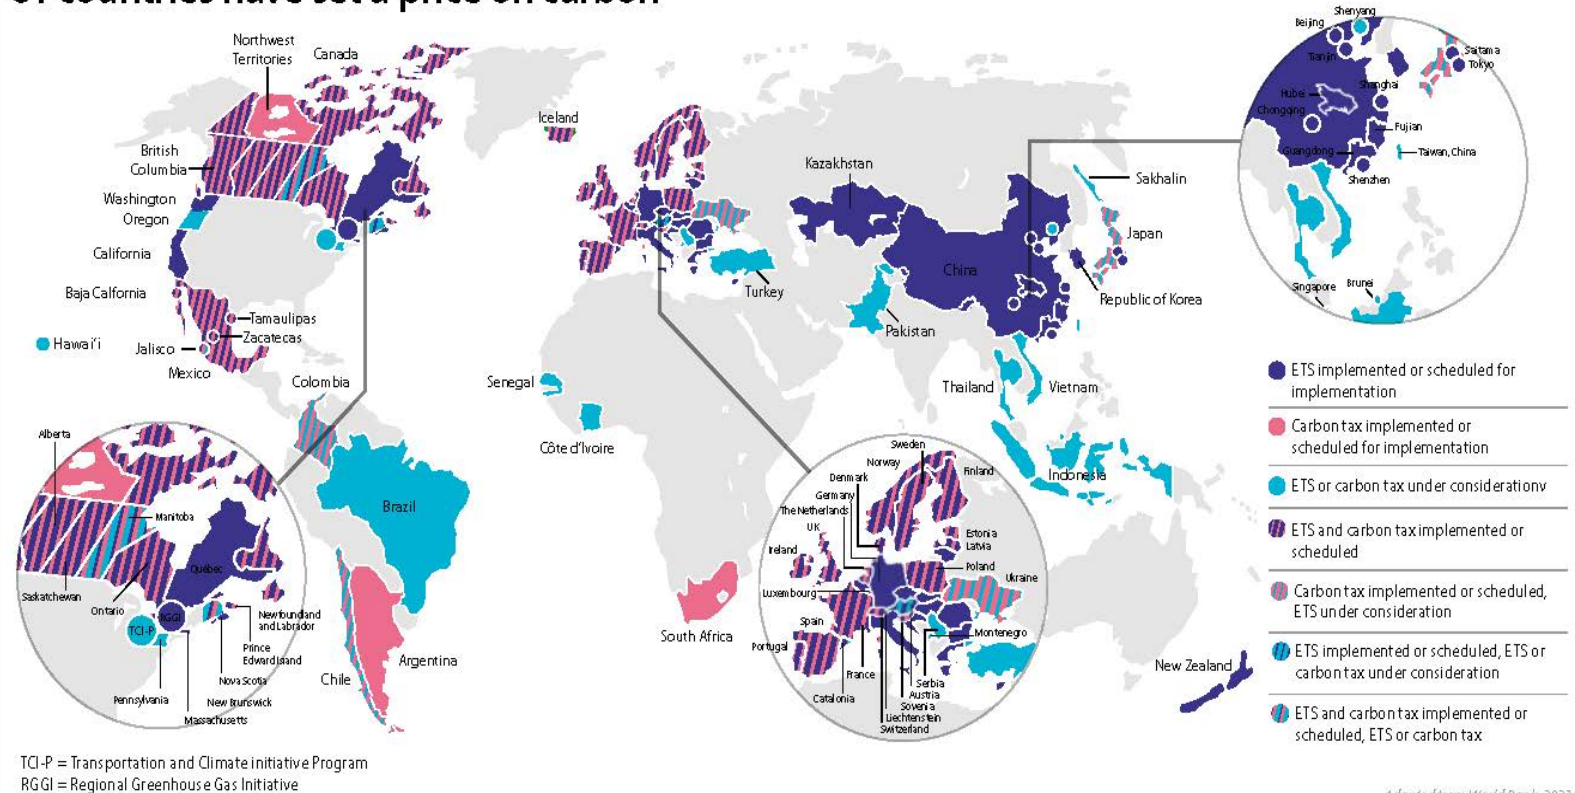 countries have set a price on carbon
Northwest
Territories
Canada
British
Columbia
Washington
Oregon
California
Baja Calfornia
Hawai'i
Tamaulipas
Zacatecas
Jalisco
Mexico
Colombia
Brazil
Chile
Argentina
Iceland
Senegal
Côte d'Ivoire
South Africa
Kazakhstan
China
Turkey
Pakistan
Thailand
Vietnam
Indonesia
Sakhalin
Japan
Republic of Korea
New Zealand
Alberta
Manitoba
Saskatchewan
Ontario
Québec
RGGI
TCI-P
Newfoundland
and Labrador
Prince
Edward Island
Nova Scotia
New Brunswick
Pennsylvania
Massachusetts
Sweden
Norway
Finland
Denmark
Germany
The Netherlands
UK
Ireland
Estonia
Latvia
Poland
Ukraine
Luxembourg
Spain
Portugal
Montenegro
France
Catalonia
Serbia
Austria
Sovenia
Liechtenstein
Switzerland
Shenyang
Beijing
Tianjin
Saitama
Tokyo
Shanghai
Hubei
Chongqing
Fujian
Guangdong
Taiwan, China
Shenzhen
Singapore
Brunei
ETS implemented or scheduled for
implementation
Carbon tax implemented or
scheduled for implementation
ETS or carbon tax under considerationv
ETS and carbon tax implemented or
scheduled
Carbon tax implemented or scheduled,
ETS under consideration
ETS implemented or scheduled, ETS or
carbon tax under consideration
ETS and carbon tax implemented or
scheduled, ETS or carbon tax
TCI-P = Transportation and Climate initiative Program
RGGI = Regional Greenhouse Gas Initiative